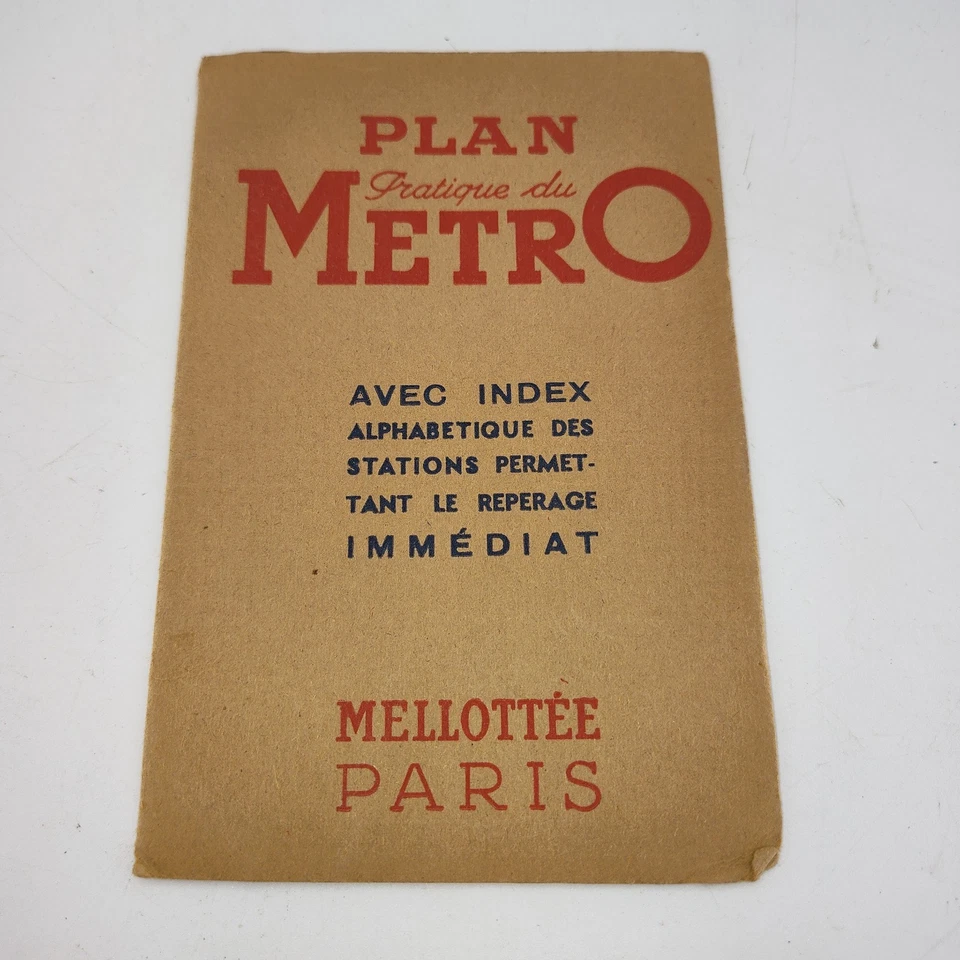 PLAN
Pratique du
METRO
AVEC INDEX
ALPHABETIQUE DES
STATIONS PERMET-
TANT LE REPERAGE
IMMÉDIAT
MELLOTTÉE
PARIS